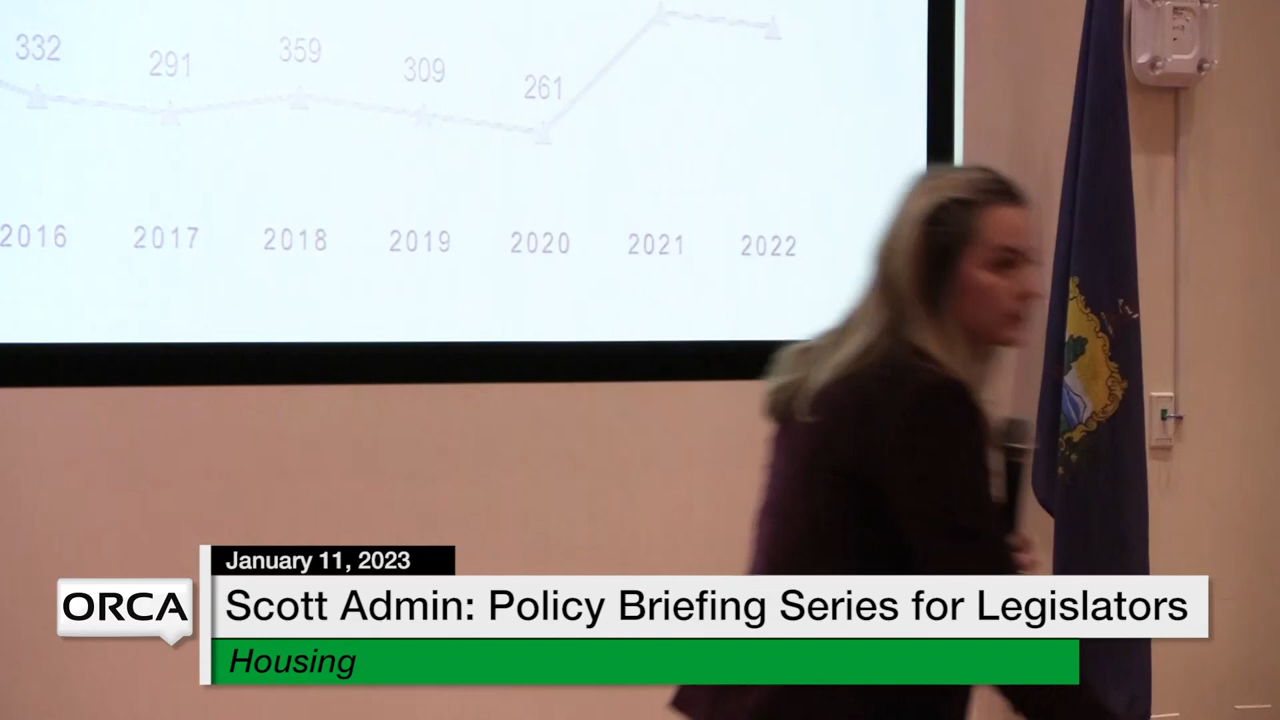 332 291 359 309 261
2016 2017 2018 2019 2020 2021 2022
January 11, 2023
ORCA
Scott Admin: Policy Briefing Series for Legislators
Housing